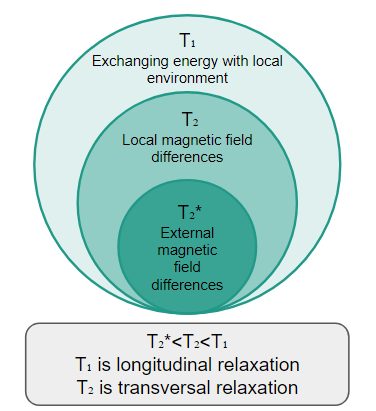 T₁
Exchanging energy with local
environment
T₂
Local magnetic field
differences
T₂*
External
magnetic
field
differences
T₂*<T₂<T₁
T₁ is longitudinal relaxation
T₂ is transversal relaxation